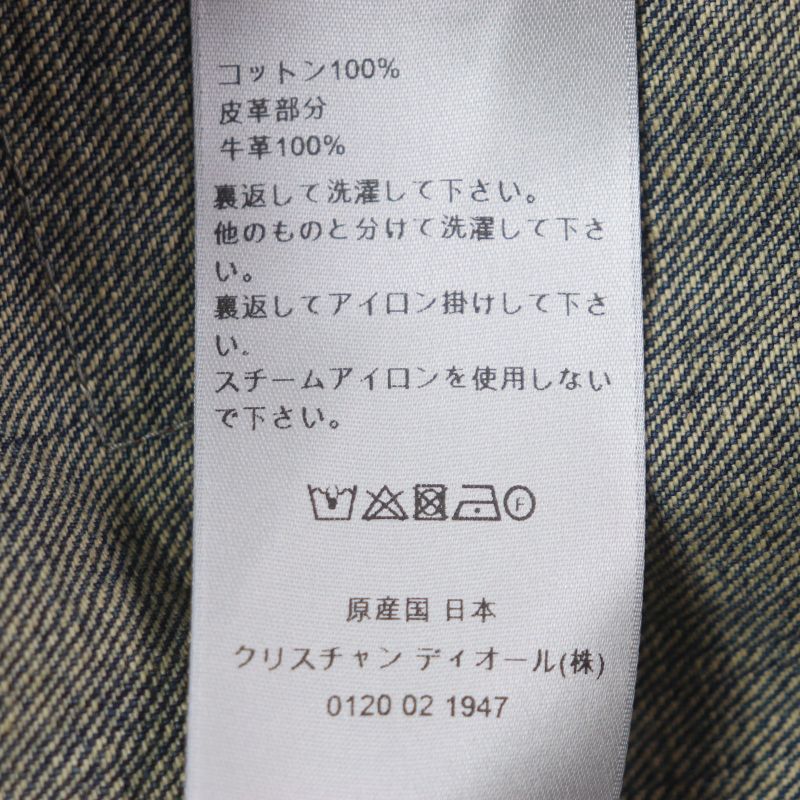 コットン100%
皮革部分
牛革100%
裏返しして洗濯して下さい。
他のものと分けて洗濯して下さ
い。
裏返ししてアイロン掛けして下さ
い.
スチームアイロンを使用しない
で下さい。
F
原産国 日本
クリスチャン ディオール(株)
0120 02 1947